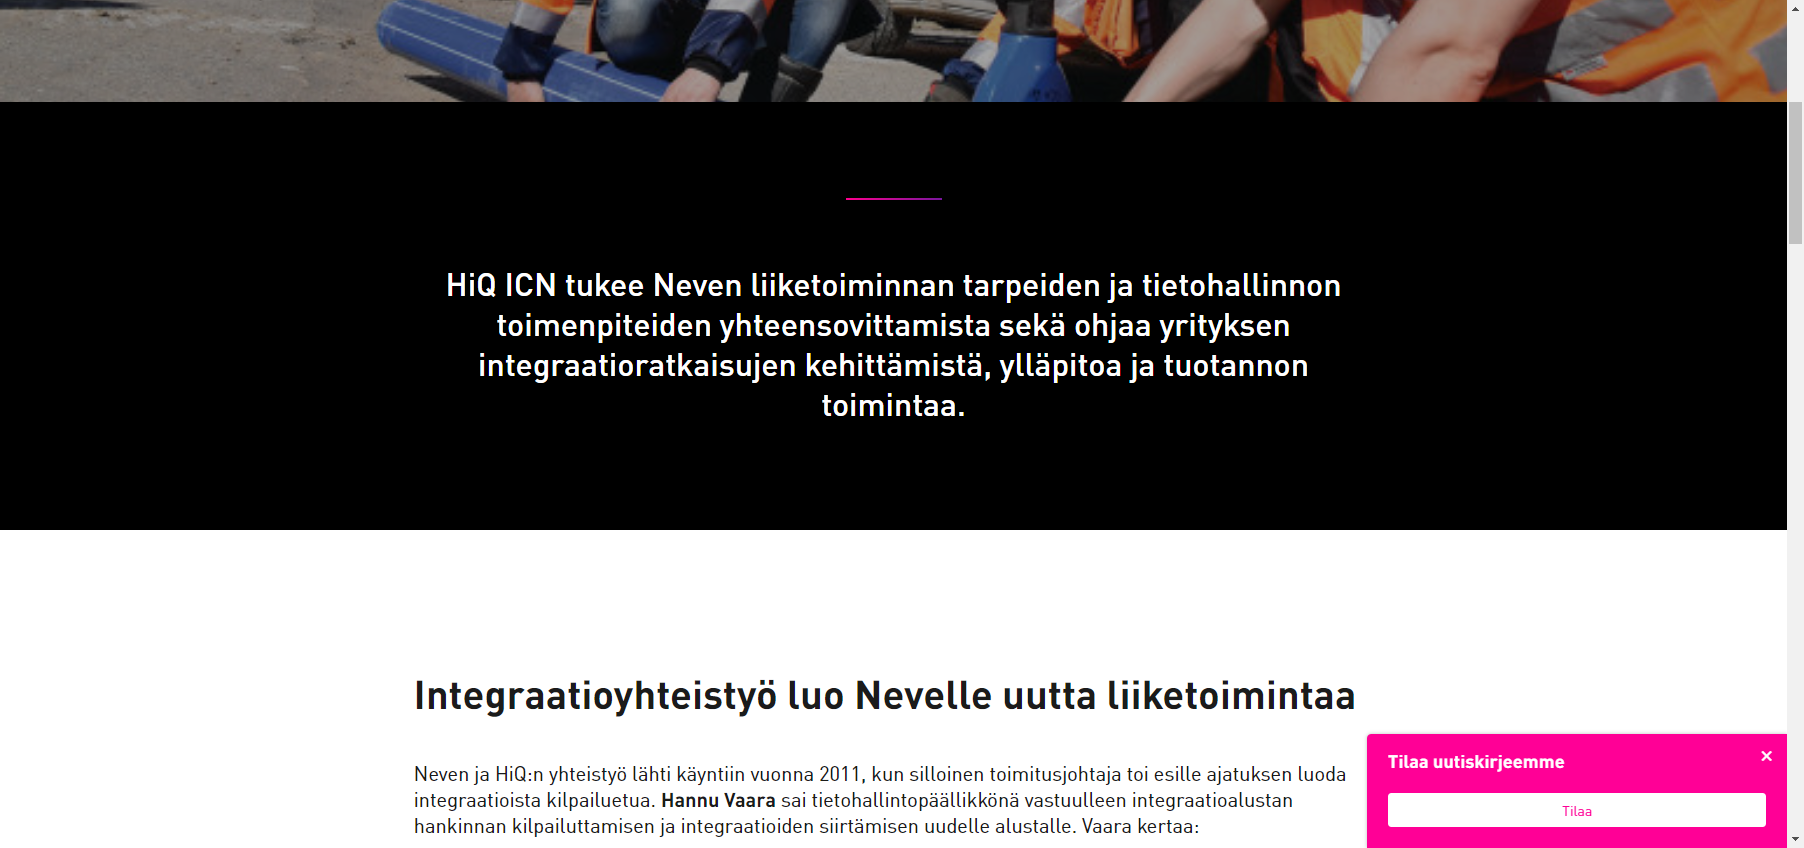 HiQ ICN tukee Neven liiketoiminnan tarpeiden ja tietohallinnon
toimenpiteiden yhteensovittamista sekä ohjaa yrityksen
integraatioratkaisujen kehittämistä, ylläpitoa ja tuotannon
toimintaa.
Integraatioyhteistyö luo Nevelle uutta liiketoimintaa
Neven ja HiQ:n yhteistyö lähti käyntiin vuonna 2011, kun silloinen toimitusjohtaja toi esille ajatuksen luoda
integraatioista kilpailuetua. Hannu Vaara sai tietohallintopäällikkönä vastuulleen integraatioalustan
hankinnan kilpailuttamisen ja integraatioiden siirtämisen uudelle alustalle. Vaara kertaa:
Tilaa uutiskirjeemme
×
Tilaa